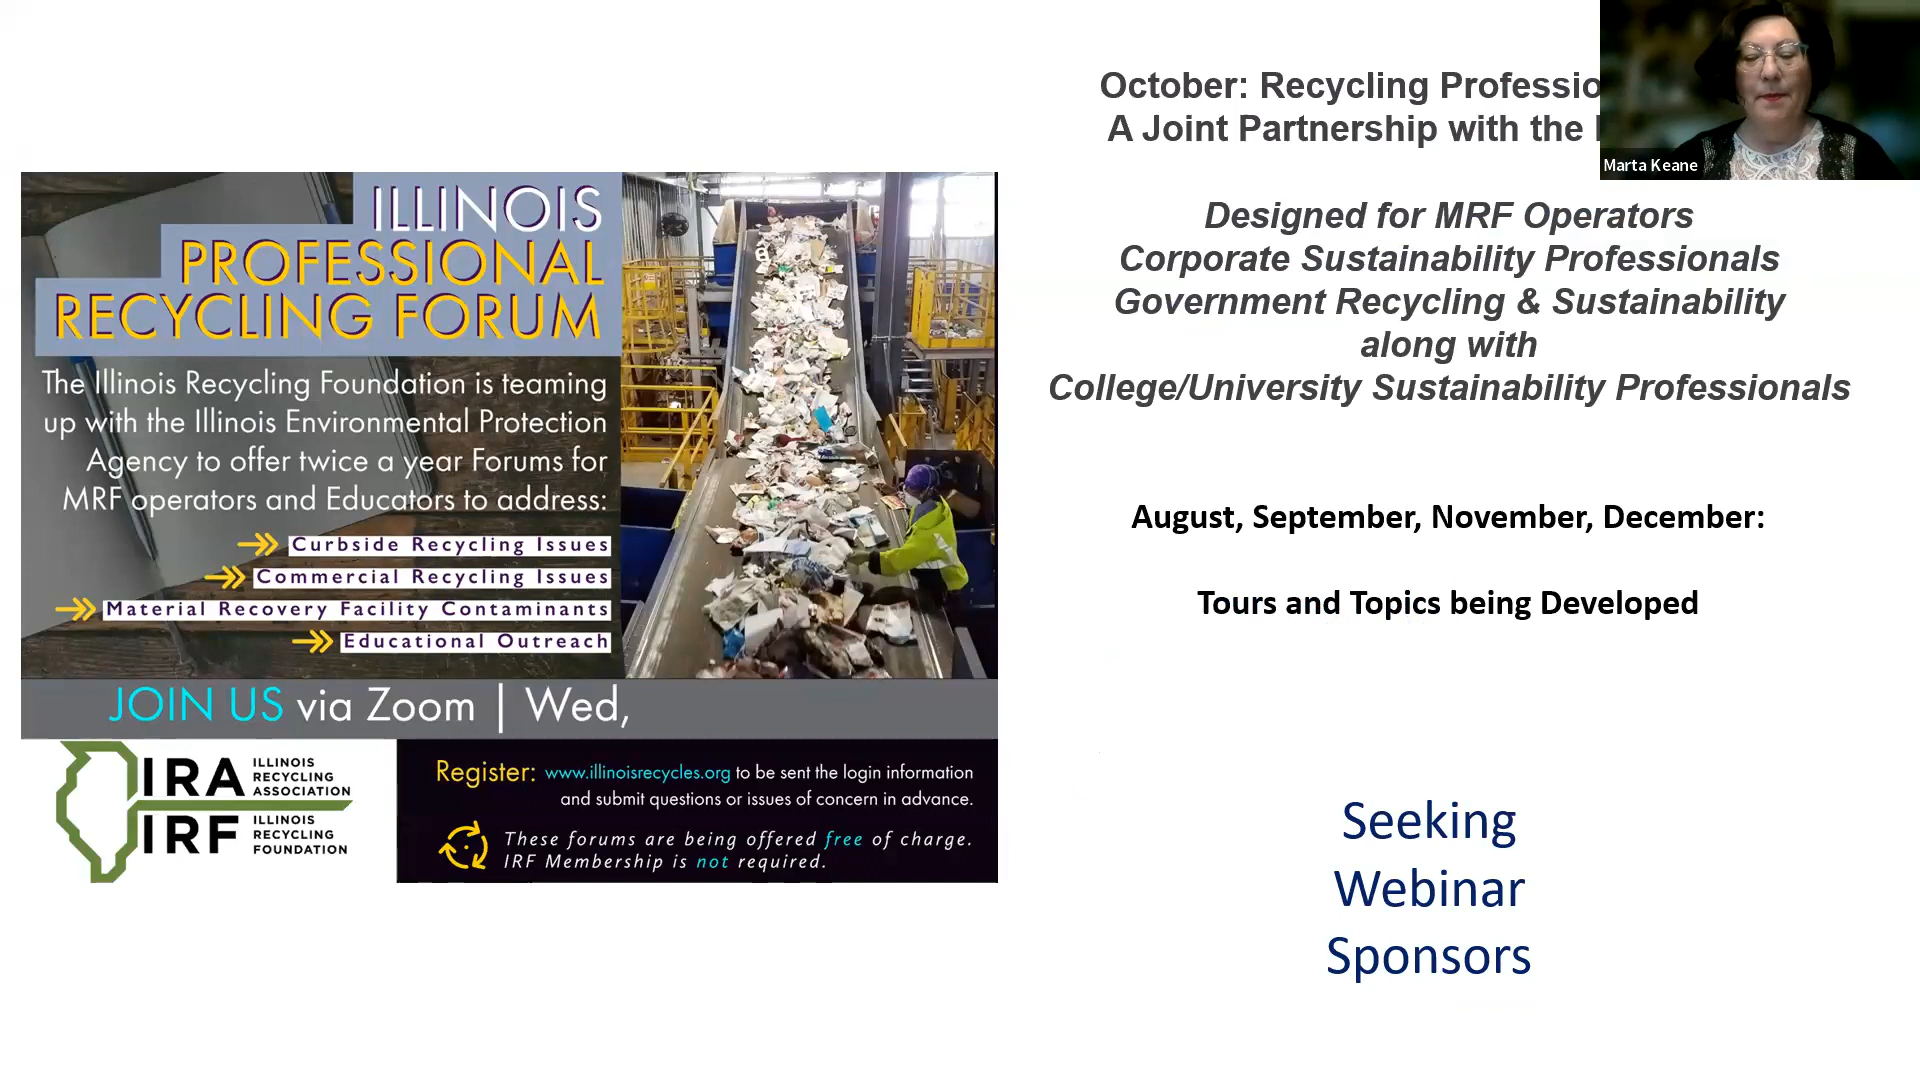 ILLINOIS
PROFESSIONAL
RECYCLING FORUM
The Illinois Recycling Foundation is teaming
up with the Illinois Environmental Protection
Agency to offer twice a year Forums for
MRF operators and Educators to address:
Curbside Recycling Issues
Commercial Recycling Issues
Material Recovery Facility Contaminants
Educational Outreach
JOIN US via Zoom | Wed,
IRA ILLINOIS
RECYCLING
ASSOCIATION
IRF ILLINOIS
RECYCLING
FOUNDATION
Register: www.illinoisrecycles.org to be sent the login information
and submit questions or issues of concern in advance.
These forums are being offered free of charge.
IRF Membership is not required.
October: Recycling
A Joint Partnership with the
Designed for MRF Operators
Corporate Sustainability Professionals
Government Recycling & Sustainability
along with
College/University Sustainability Professionals
August, September, November, December:
Tours and Topics being Developed
Seeking
Webinar
Sponsors
Marta Keane